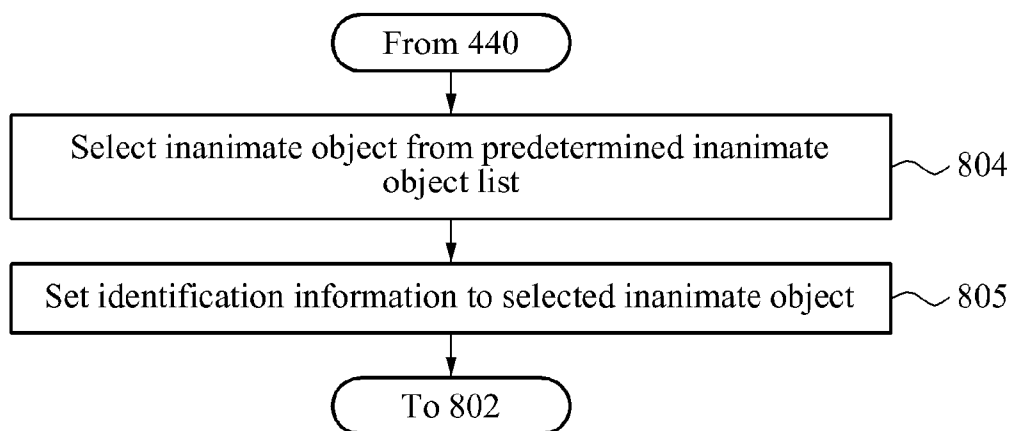 From 440
Select inanimate object from predetermined inanimate
object list
804
Set identification information to selected inanimate object
805
To 802